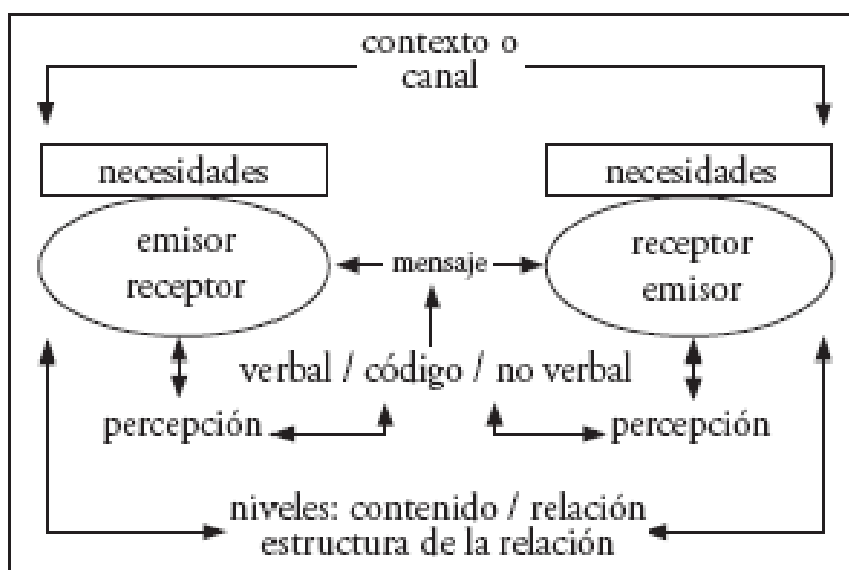 contexto o
canal
necesidades
necesidades
emisor
receptor
mensaje
receptor
emisor
verbal / código / no verbal
percepción
percepción
niveles: contenido / relación
estructura de la relación